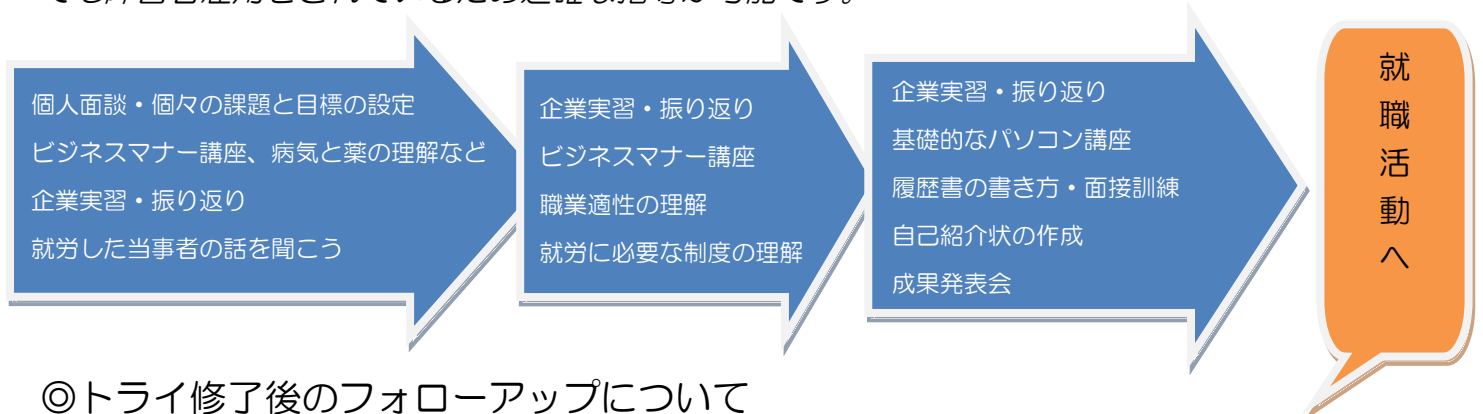 個人面談・個々の課題と目標の設定
ビジネスマナー講座、病気と薬の理解など
企業実習・振り返り
就労した当事者の話を聞こう
企業実習・振り返り
ビジネスマナー講座
職業適性の理解
就労に必要な制度の理解
企業実習・振り返り
基礎的なパソコン講座
履歴書の書き方・面接訓練
自己紹介状の作成
成果発表会
就職活動へ
◎トライ修了後のフォローアップについて